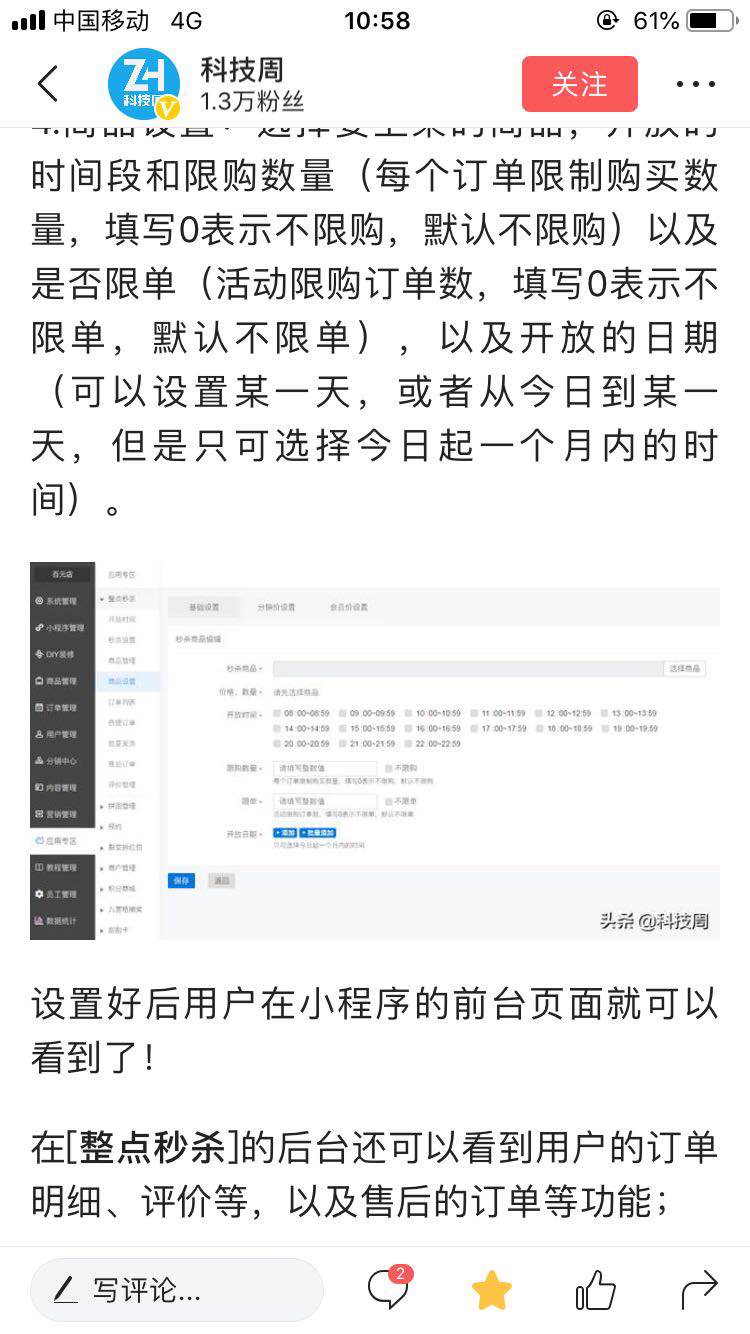 中国移动 4G 10:58 61%
ZH
科技周
科技周
1.3万粉丝
关注
4.商品设置：选择要上架的商品，开放的
时间段和限购数量（每个订单限制购买数
量，填写0表示不限购，默认不限购）以及
是否限单（活动限购订单数，填写0表示不
限单，默认不限单），以及开放的日期
（可以设置某一天，或者从今日到某一
天，但是只可选择今日起一个月内的时
间）。
百元店
系统管理
小程序管理
DIY装修
商品管理
订单管理
用户管理
分销中心
内容管理
营销管理
应用专区
教程管理
员工管理
数据统计
应用专区
整点秒杀
开放时间
秒杀设置
商品管理
商品设置
订单列表
自提订单
批量发货
售后订单
评价管理
拼团管理
预约
裂变拆红包
商户管理
积分商城
九宫格抽奖
刮刮卡
基础设置 分销价设置 会员价设置
秒杀商品编辑
秒杀商品 选择商品
价格、数量 请先选择商品
开放时间 08:00~08:59 09:00~09:59 10:00~10:59 11:00~11:59 12:00~12:59 13:00~13:59
14:00~14:59 15:00~15:59 16:00~16:59 17:00~17:59 18:00~18:59 19:00~19:59
20:00~20:59 21:00~21:59 22:00~22:59
限购数量 请填写整数值 不限购
每个订单限制购买数量，填写0表示不限购，默认不限购
限单 请填写整数值 不限单
活动限购订单数，填写0表示不限单，默认不限单
开放日期 +添加 +批量添加
只可选择今日起一个月内的时间
保存 返回
头条 @科技周
设置好后用户在小程序的前台页面就可以
看到了！
在[整点秒杀]的后台还可以看到用户的订单
明细、评价等，以及售后的订单等功能；
写评论... 2